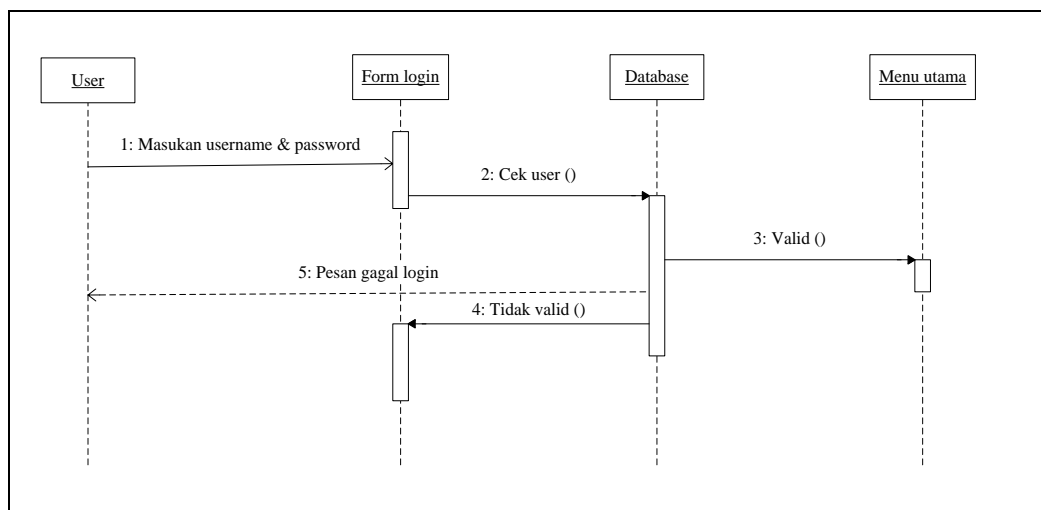 User
Form login
Database
Menu utama
1: Masukan username & password
2: Cek user ()
3: Valid ()
5: Pesan gagal login
4: Tidak valid ()